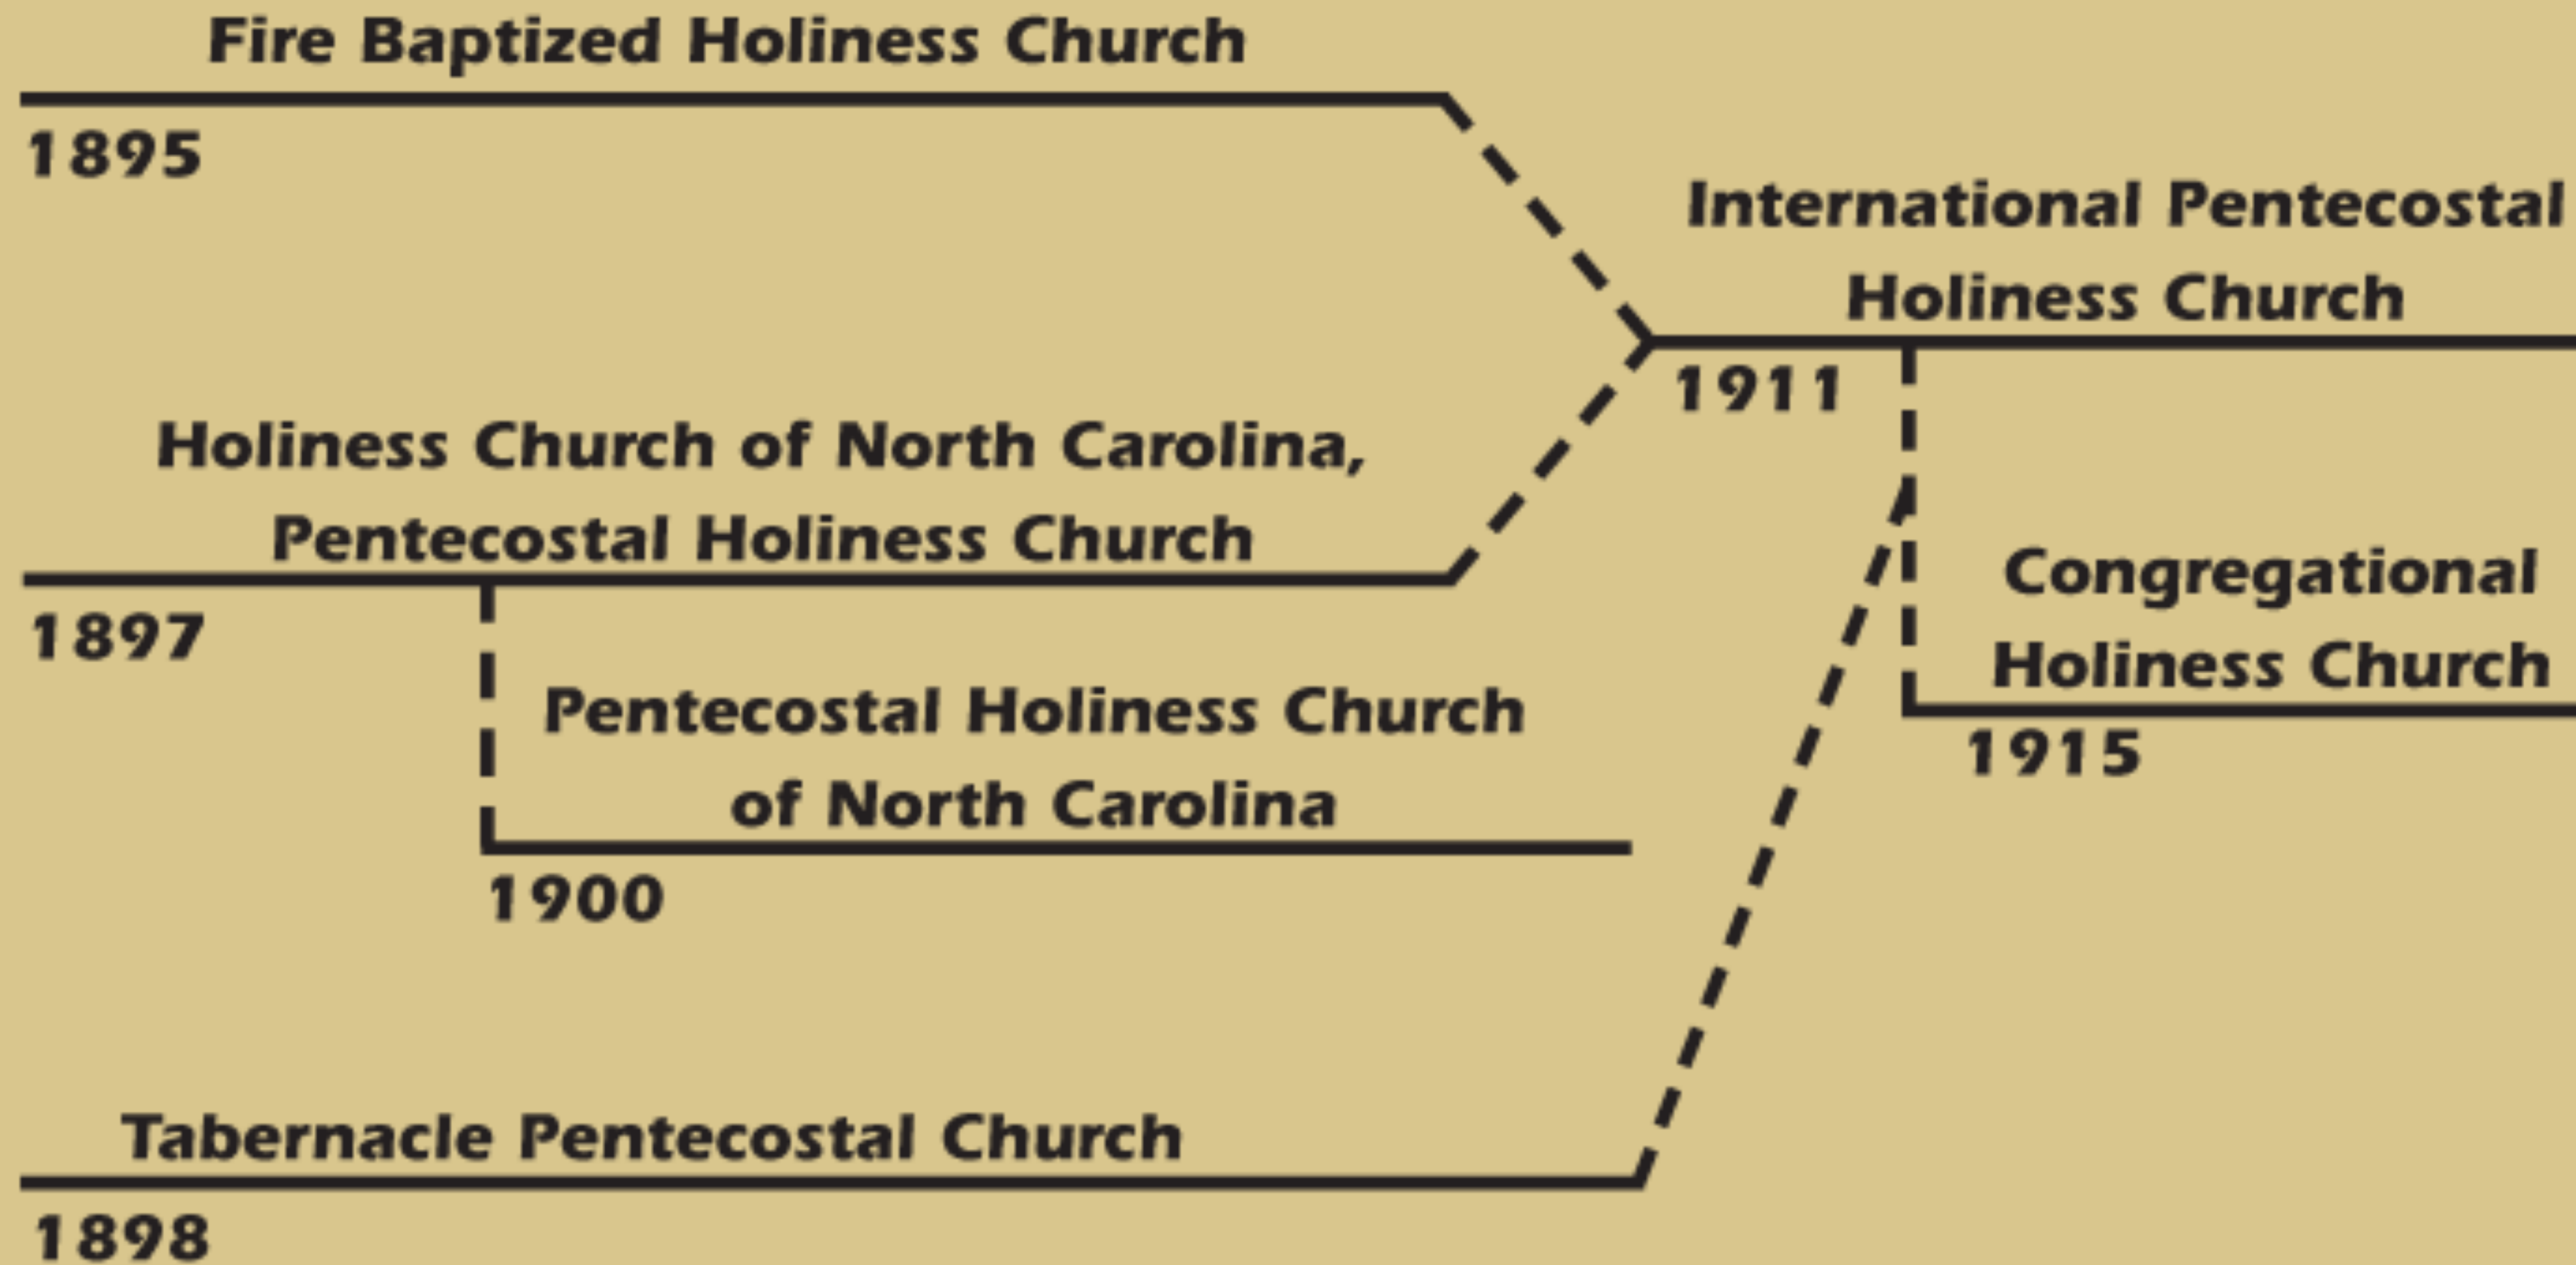 Fire Baptized Holiness Church
1895
International Pentecostal
Holiness Church
1911
Holiness Church of North Carolina,
Pentecostal Holiness Church
1897
Congregational
Holiness Church
1915
Pentecostal Holiness Church
of North Carolina
1900
Tabernacle Pentecostal Church
1898